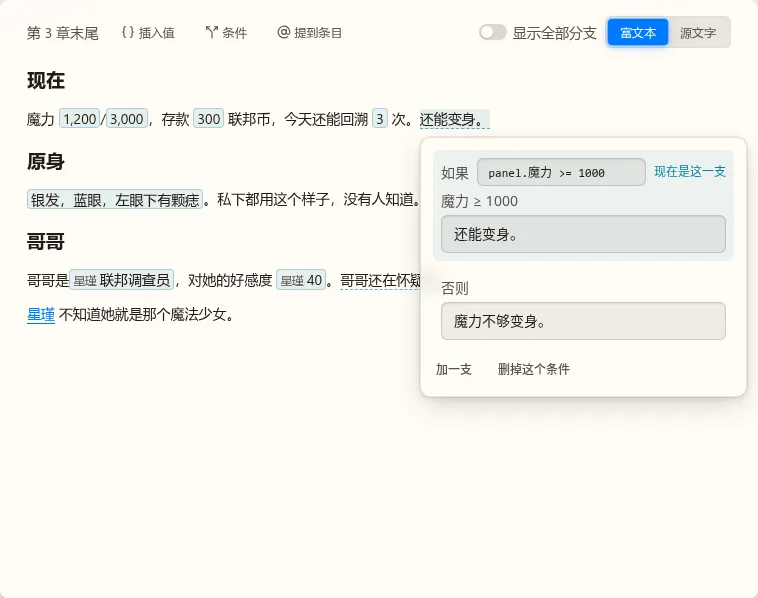 第 3 章末尾 {} 插入值 条件 @ 提到条目 显示全部分支 富文本 源文字
现在
魔力 1,200/3,000，存款 300 联邦币，今天还能回溯 3 次。还能变身。
原身
银发，蓝眼，左眼下有颗痣。私下都用这个样子，没有人知道。
哥哥
哥哥是 星瑾 联邦调查员，对她的好感度 星瑾 40。哥哥还在怀疑
星瑾 不知道她就是那个魔法少女。
如果 panel.魔力 >= 1000 现在是这一支
魔力 ≥ 1000
还能变身。
否则
魔力不够变身。
加一支 删掉这个条件